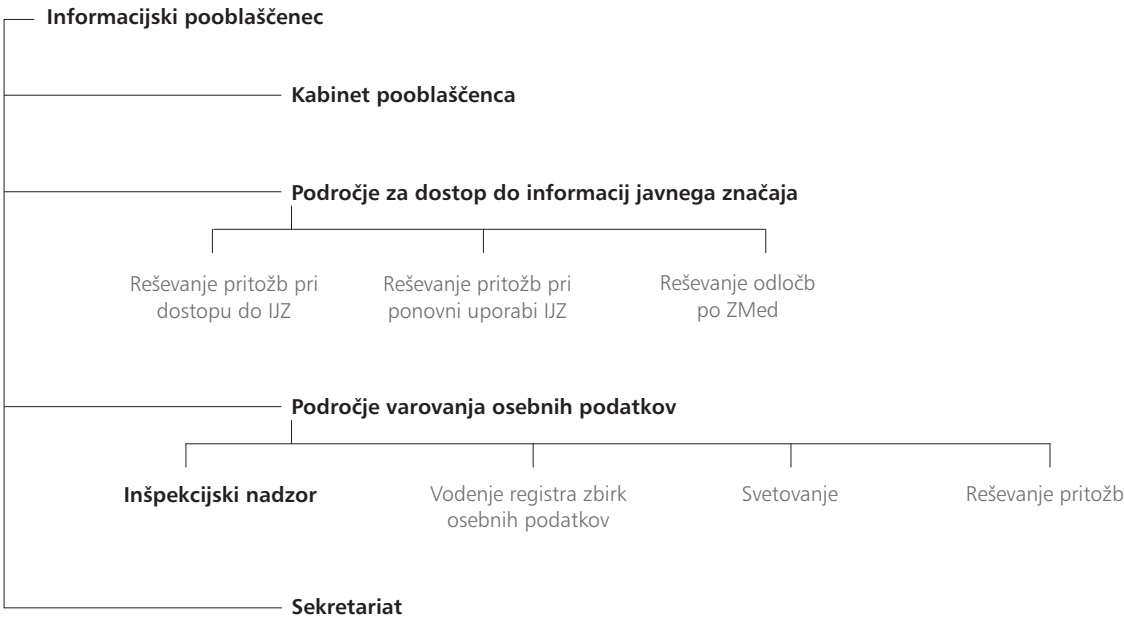 Informacijski pooblaščenec
Kabinet pooblaščenca
Področje za dostop do informacij javnega značaja
Reševanje pritožb pri
dostopu do IJZ
Reševanje pritožb pri
ponovni uporabi IJZ
Reševanje odločb
po ZMed
Področje varovanja osebnih podatkov
Inšpekcijski nadzor
Vodenje registra zbirk
osebnih podatkov
Svetovanje
Reševanje pritožb
Sekretariat